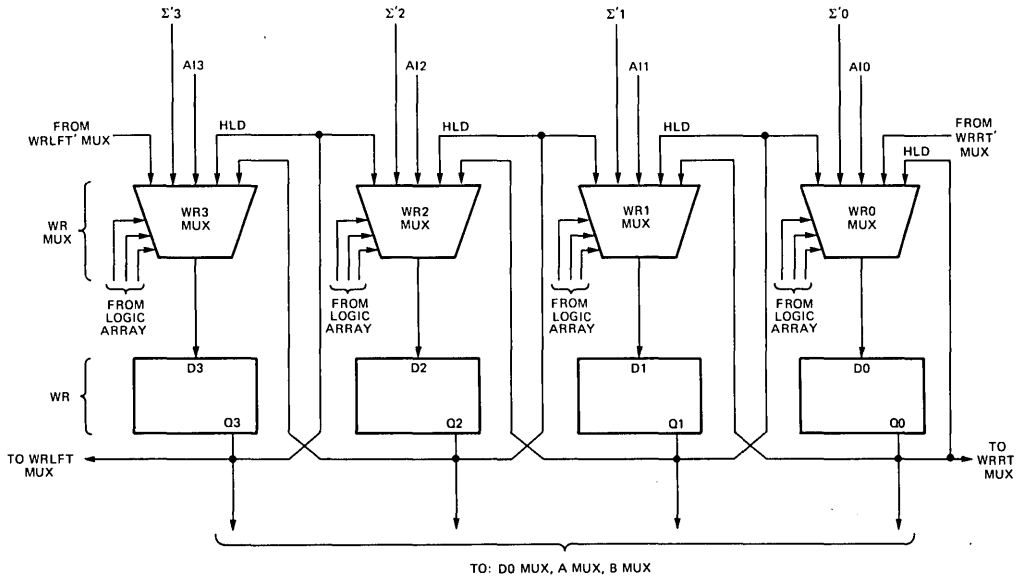 Σ'3 Σ'2 Σ'1 Σ'0
AI3 AI2 AI1 AI0
FROM
WRLFT' MUX
HLD HLD HLD
FROM
WRRT'
MUX
HLD
WR
MUX
WR3
MUX
WR2
MUX
WR1
MUX
WR0
MUX
FROM
LOGIC
ARRAY
FROM
LOGIC
ARRAY
FROM
LOGIC
ARRAY
FROM
LOGIC
ARRAY
WR
D3 D2 D1 D0
Q3 Q2 Q1 Q0
TO WRLFT
MUX
TO
WRRT
MUX
TO: D0 MUX, A MUX, B MUX